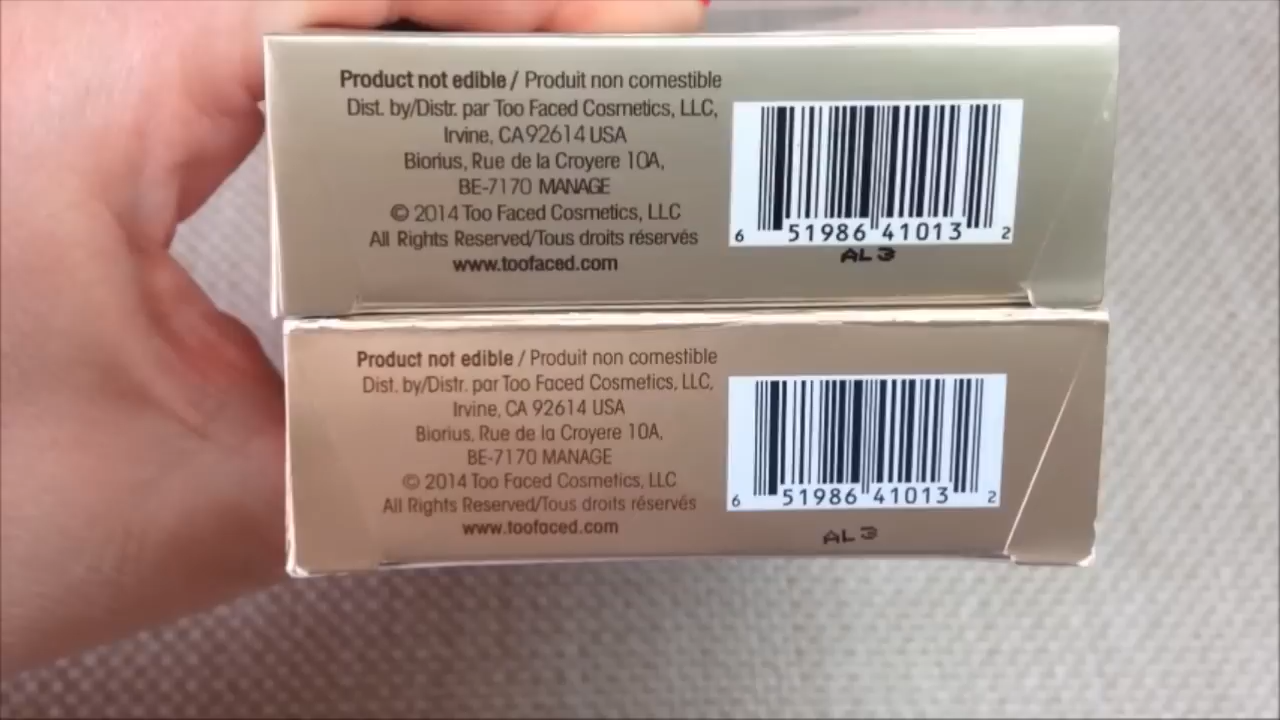 Product not edible / Produit non comestible
Dist. by/Distr. par Too Faced Cosmetics, LLC,
Irvine, CA 92614 USA
Biorius, Rue de la Croyere 10A,
BE-7170 MANAGE
© 2014 Too Faced Cosmetics, LLC
All Rights Reserved/Tous droits réservés
www.toofaced.com
6 51986 41013 2
AL3
Product not edible / Produit non comestible
Dist. by/Distr. par Too Faced Cosmetics, LLC,
Irvine, CA 92614 USA
Biorius, Rue de la Croyere 10A,
BE-7170 MANAGE
© 2014 Too Faced Cosmetics, LLC
All Rights Reserved/Tous droits réservés
www.toofaced.com
6 51986 41013 2
AL3